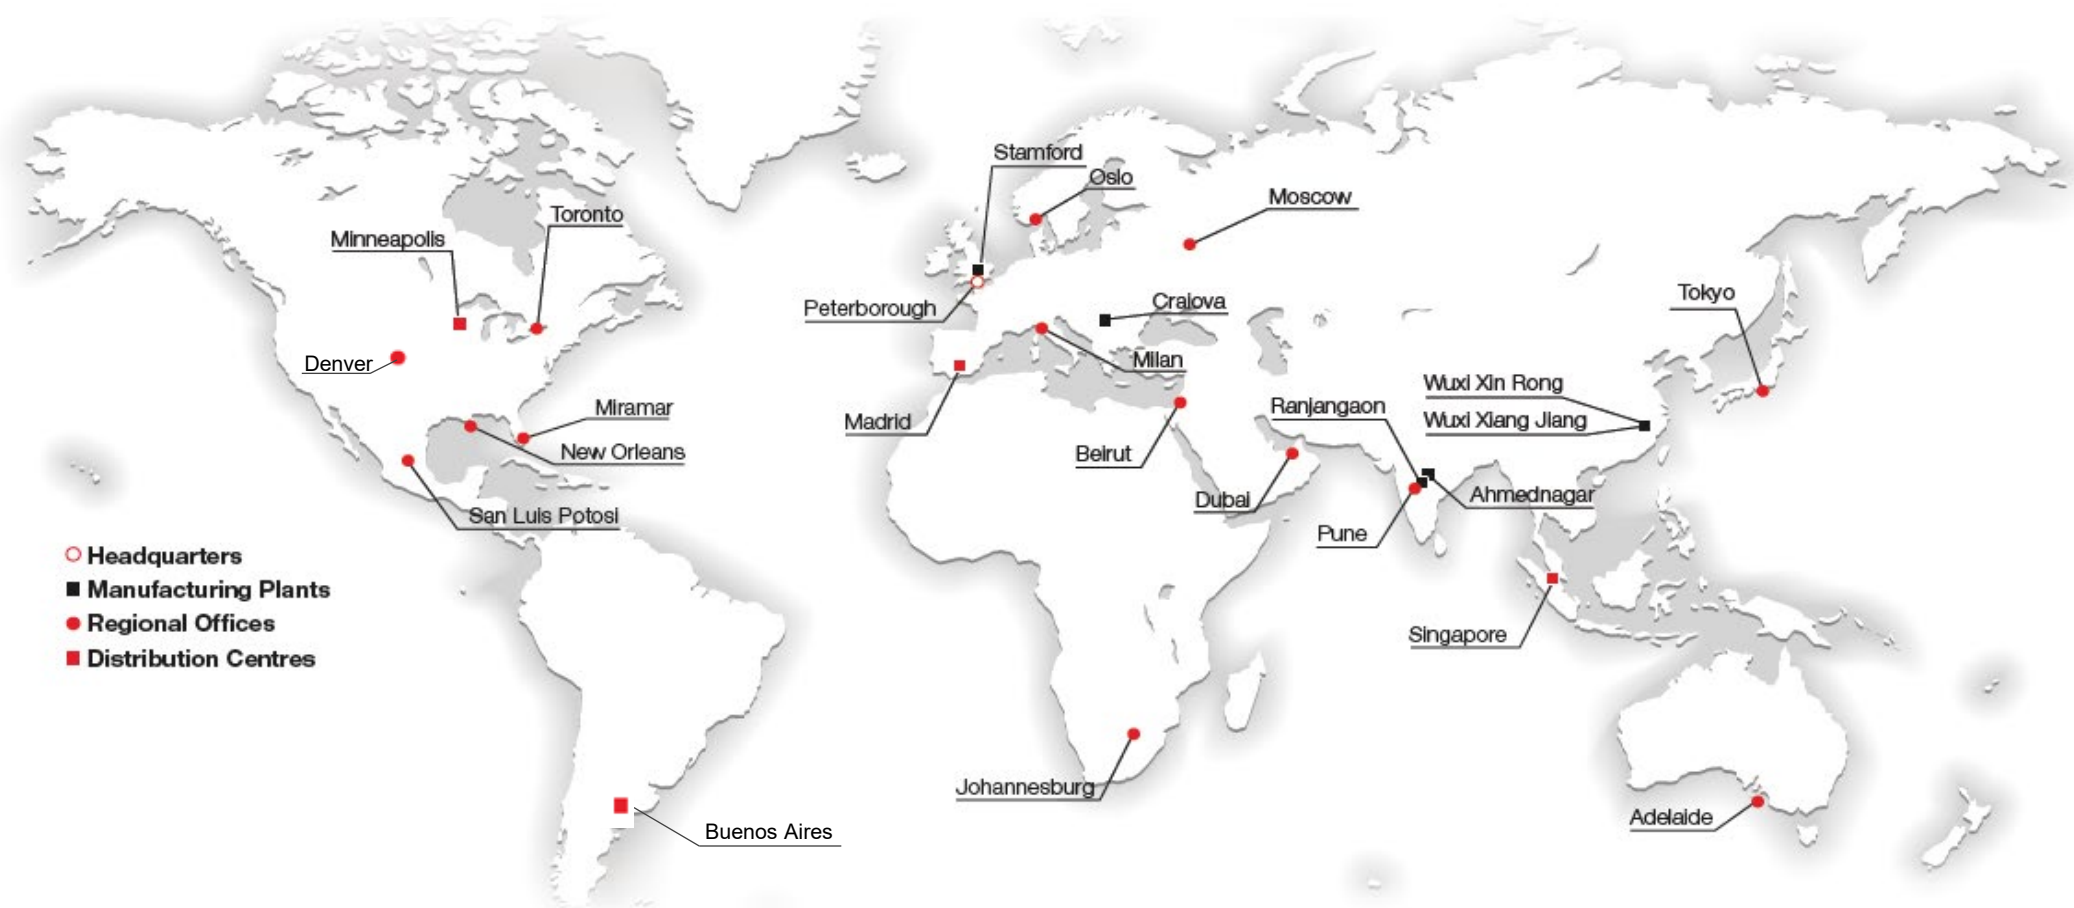 Stamford
Oslo
Moscow
Toronto
Minneapolis
Peterborough
Craiova
Tokyo
Denver
Milan
Wuxi Xin Rong
Miramar
Ranjangaon
Madrid
Wuxi Xiang Jiang
New Orleans
Beirut
Dubai
Ahmednagar
San Luis Potosi
Pune
Headquarters
Manufacturing Plants
Regional Offices
Singapore
Distribution Centres
Johannesburg
Adelaide
Buenos Aires